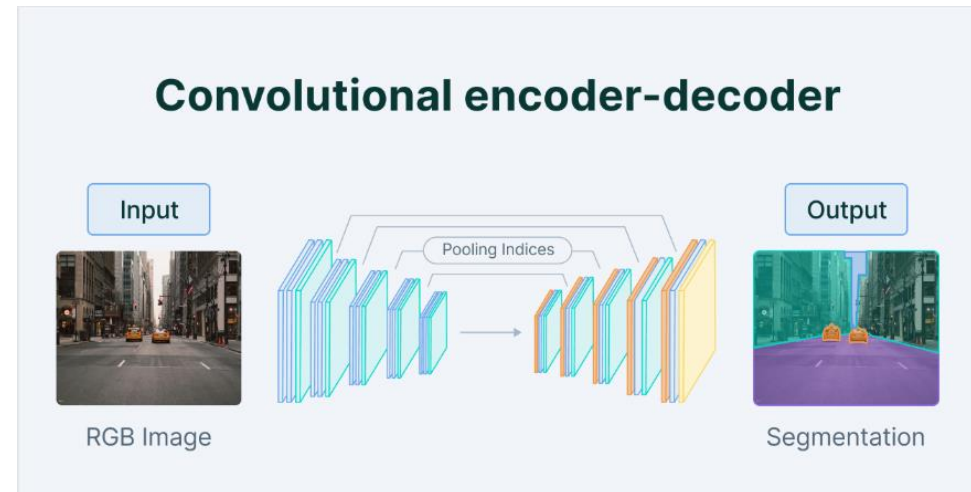 Convolutional encoder-decoder
Input
Output
Pooling Indices
RGB Image
Segmentation